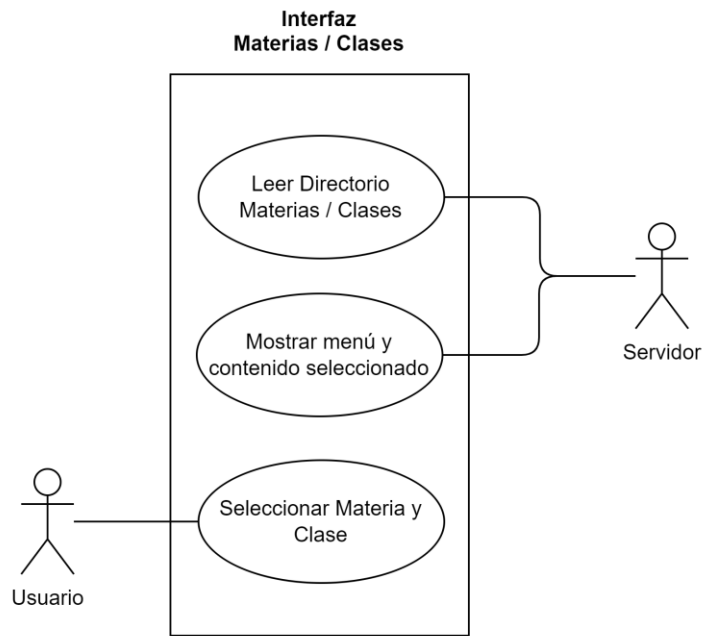 Interfaz
Materias / Clases
Leer Directorio
Materias / Clases
Mostrar menú y
contenido seleccionado
Servidor
Seleccionar Materia y
Clase
Usuario